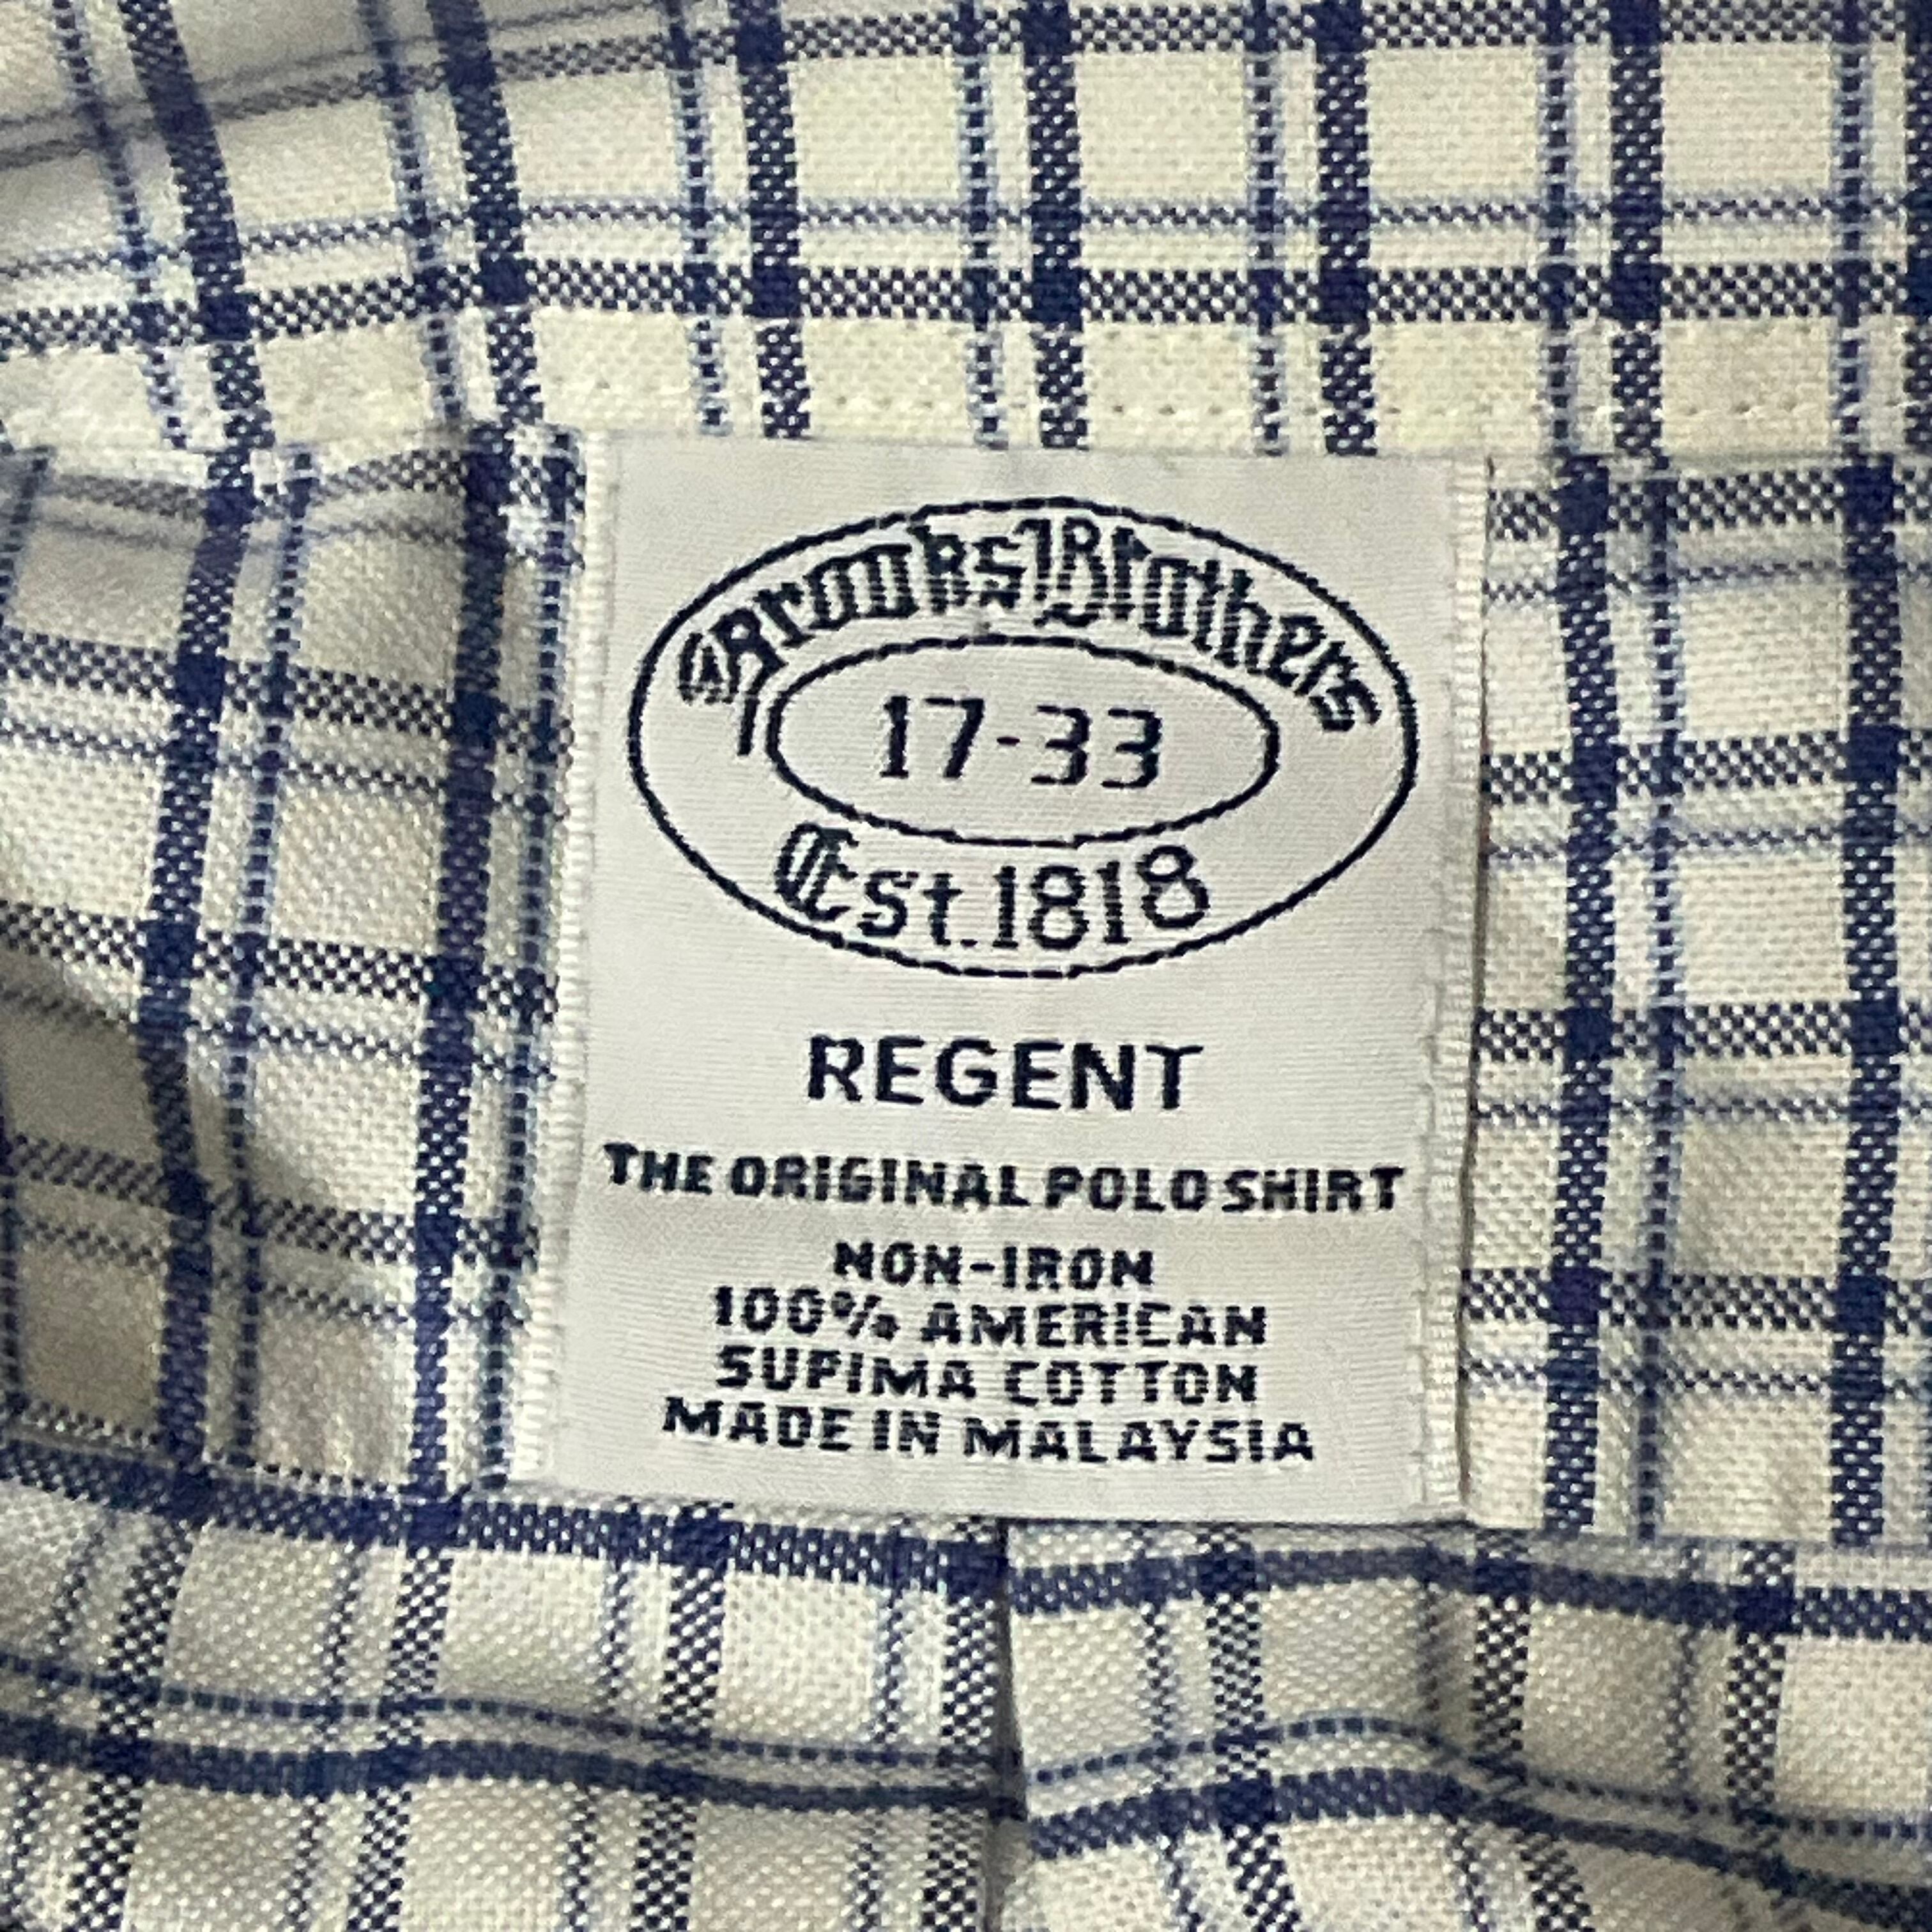 Brooks Brothers
17-33
Est. 1818
REGENT
THE ORIGINAL POLO SHIRT
NON-IRON
100% AMERICAN
SUPIMA COTTON
MADE IN MALAYSIA